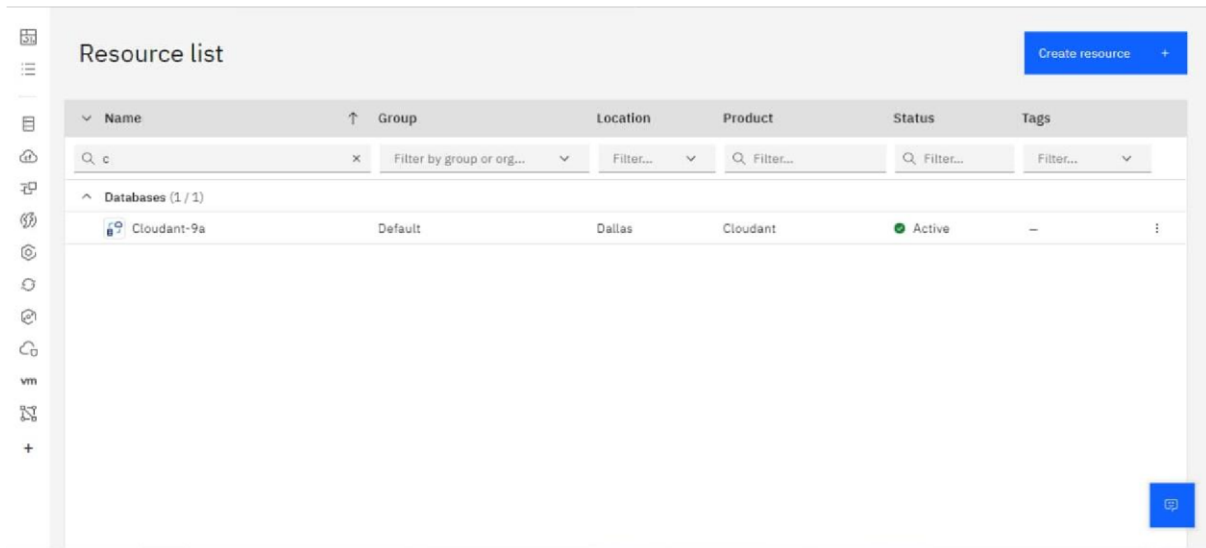 Resource list
Create resource +
Name Group Location Product Status Tags
c Filter by group or org... Filter... Filter... Filter... Filter...
Databases (1 / 1)
Cloudant-9a Default Dallas Cloudant Active –
vm